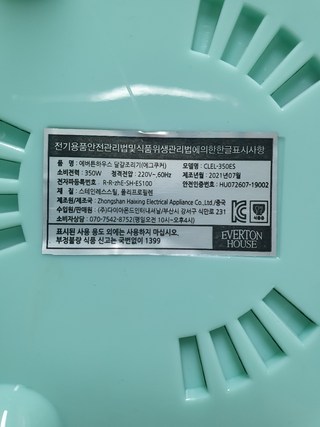 전기용품안전관리법및식품위생관리법에의한한글표시사항
품 명 : 에버튼하우스 달걀조리기(에그쿠커) 모델명 : CLEL-350ES
소비전력 : 350W 정격전압 : 220V~,60Hz 제조연월 : 2021년07월
전자파등록번호 : R-R-zhE-SH-ES100 안전인증번호 : HU072607-19002
재 질 : 스테인레스스틸, 폴리프로필렌
제조원/제조국 : Zhongshan Haixing Electrical Appliance Co.,Ltd/중국
수입원/판매원 : (주)다이아몬드인터내셔날/부산시 강서구 식만로 231
상담실 : 070-7542-8752(평일오전10시~오후4시)
표시된 사용 용도 외에는 사용하지 마십시오.
부정불량 식품 신고는 국번없이 1399
EVERTON
HOUSE